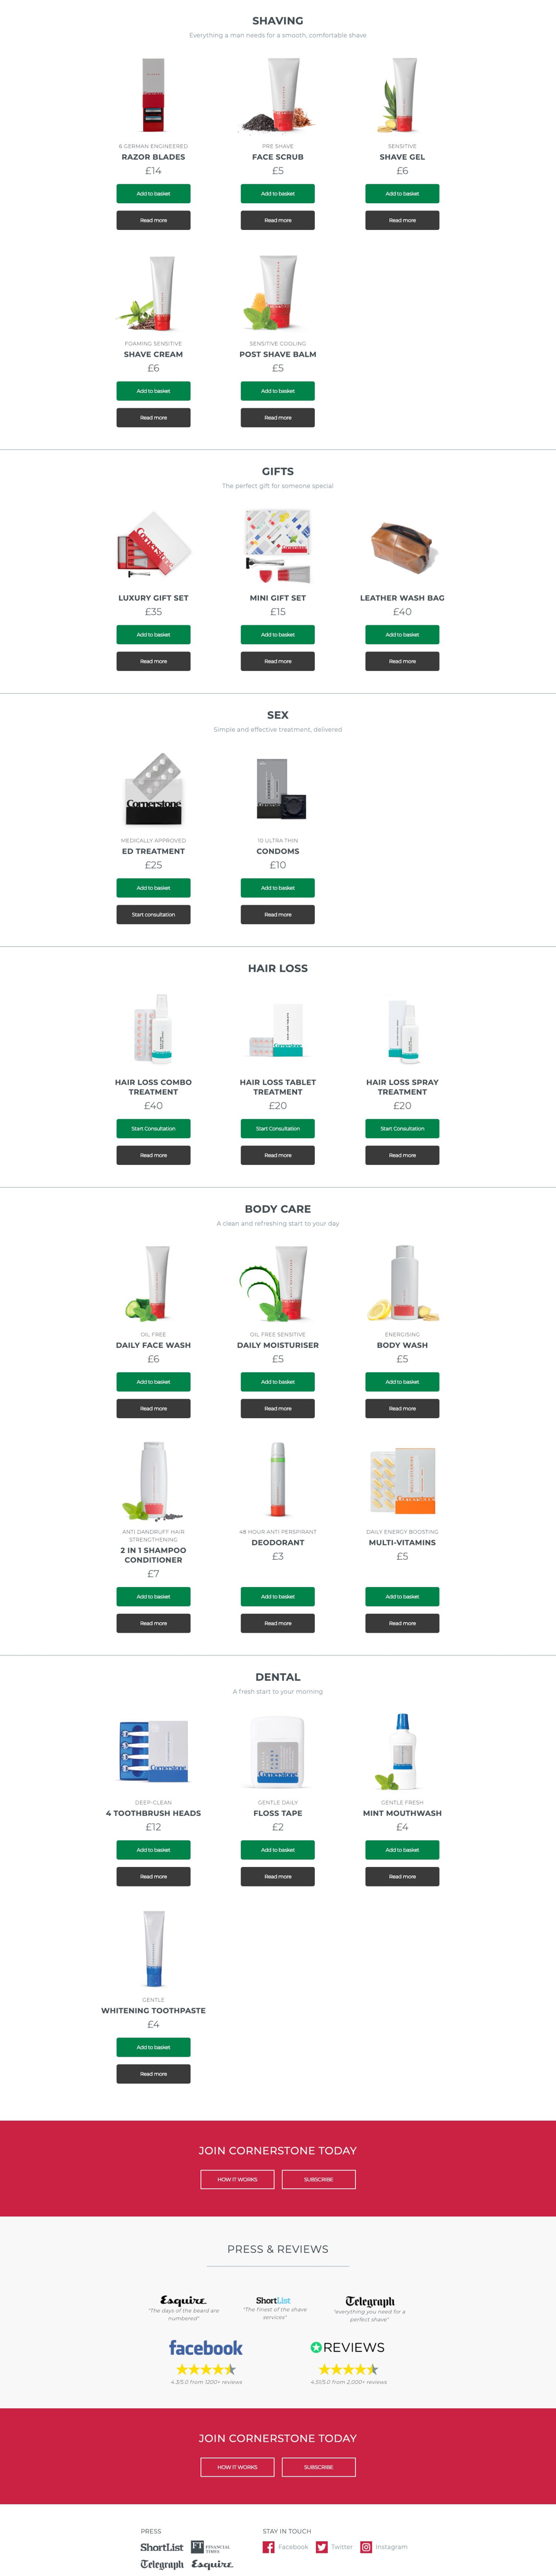 SHAVING
Everything a man needs for a smooth, comfortable shave
6 GERMAN ENGINEERED
RAZOR BLADES
£14
Add to basket
Read more
PRE SHAVE
FACE SCRUB
£5
Add to basket
Read more
SENSITIVE
SHAVE GEL
£6
Add to basket
Read more
FOAMING SENSITIVE
SHAVE CREAM
£6
Add to basket
Read more
SENSITIVE COOLING
POST SHAVE BALM
£5
Add to basket
Read more
GIFTS
The perfect gift for someone special
Cornerstone
LUXURY GIFT SET
£35
Add to basket
Read more
Cornerstone
MINI GIFT SET
£15
Add to basket
Read more
LEATHER WASH BAG
£40
Add to basket
Read more
SEX
Simple and effective treatment, delivered
Cornerstone
MEDICALLY APPROVED
ED TREATMENT
£25
Add to basket
Start consultation
10 ULTRA THIN
CONDOMS
£10
Add to basket
Read more
HAIR LOSS
HAIR LOSS COMBO
TREATMENT
£40
Start Consultation
Read more
Cornerstone
HAIR LOSS TABLET
TREATMENT
£20
Start Consultation
Read more
HAIR LOSS SPRAY
TREATMENT
£20
Start Consultation
Read more
BODY CARE
A clean and refreshing start to your day
OIL FREE
DAILY FACE WASH
£6
Add to basket
Read more
OIL FREE SENSITIVE
DAILY MOISTURISER
£5
Add to basket
Read more
ENERGISING
BODY WASH
£5
Add to basket
Read more
ANTI DANDRUFF HAIR
STRENGTHENING
2 IN 1 SHAMPOO
CONDITIONER
£7
Add to basket
Read more
48 HOUR ANTI-PERSPIRANT
DEODORANT
£3
Add to basket
Read more
Cornerstone
DAILY ENERGY BOOSTING
MULTI-VITAMINS
£5
Add to basket
Read more
DENTAL
A fresh start to your morning
Cornerstone
DEEP-CLEAN
4 TOOTHBRUSH HEADS
£12
Add to basket
Read more
Cornerstone
GENTLE DAILY
FLOSS TAPE
£2
Add to basket
Read more
GENTLE FRESH
MINT MOUTHWASH
£4
Add to basket
Read more
GENTLE
WHITENING TOOTHPASTE
£4
Add to basket
Read more
JOIN CORNERSTONE TODAY
HOW IT WORKS
SUBSCRIBE
PRESS & REVIEWS
Esquire
"The days of the beard are
numbered"
ShortList
"The finest of the shave
services"
Telegraph
"everything you need for a
perfect shave"
facebook
4.3/5.0 from 1200+ reviews
REVIEWS
4.51/5.0 from 2,000+ reviews
JOIN CORNERSTONE TODAY
HOW IT WORKS
SUBSCRIBE
PRESS
ShortList
FT FINANCIAL
TIMES
Telegraph
Esquire
STAY IN TOUCH
Facebook
Twitter
Instagram